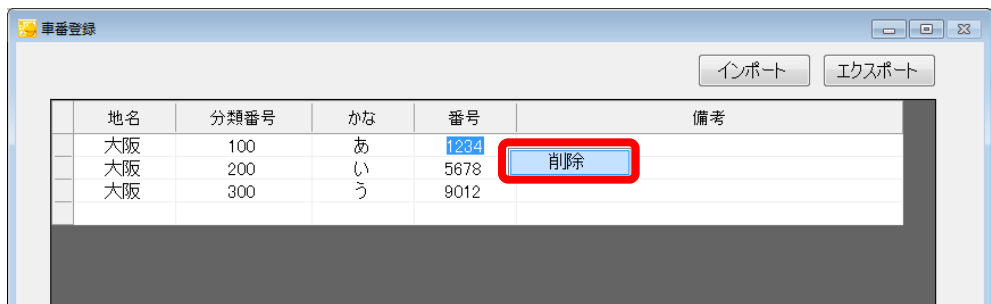 車番登録
インポート エクスポート
地名 分類番号 かな 番号 備考
大阪 100 あ 1234
削除
大阪 200 い 5678
大阪 300 う 9012